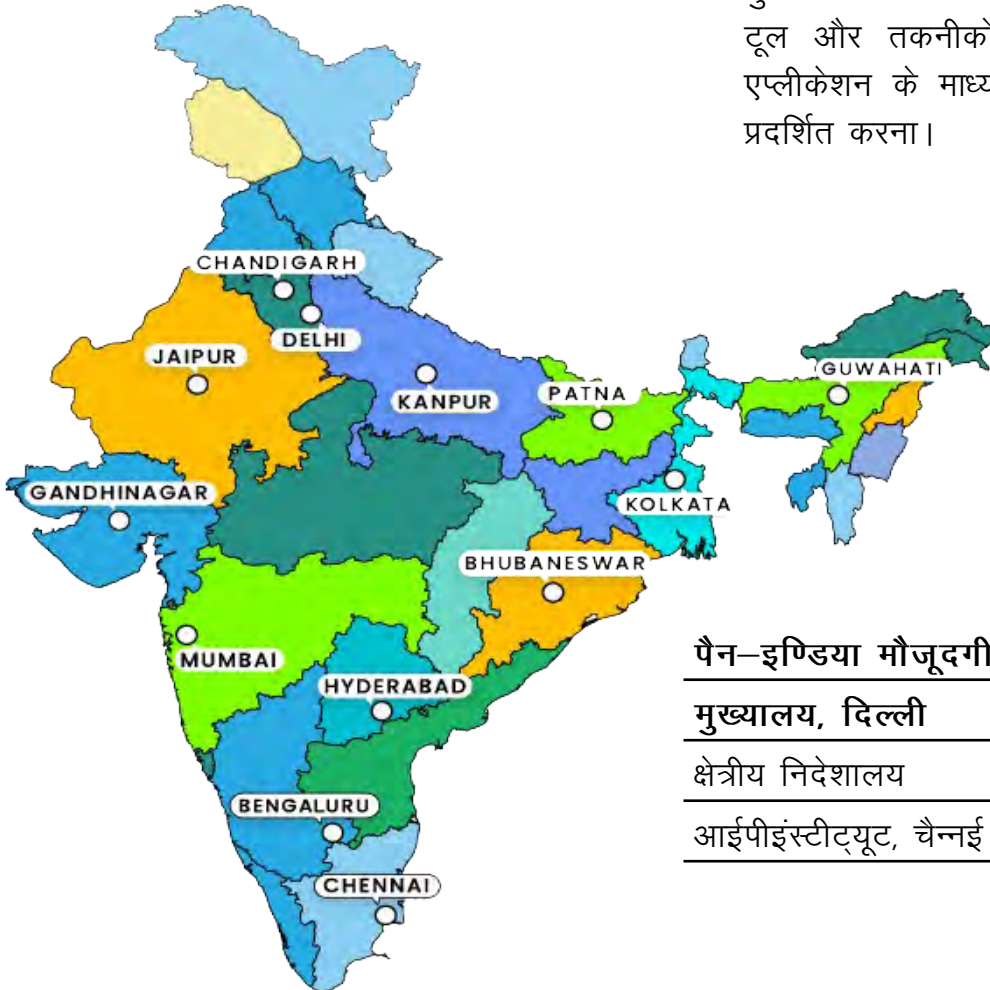 टूल और तकनीको
एप्लीकेशन के माध्य
प्रदर्शित करना।
CHANDIGARH
DELHI
JAIPUR
KANPUR
PATNA
GUWAHATI
GANDHINAGAR
KOLKATA
BHUBANESWAR
MUMBAI
HYDERABAD
BENGALURU
CHENNAI
पैन–इण्डिया मौजूदगी
मुख्यालय, दिल्ली
क्षेत्रीय निदेशालय
आईपीइंस्टीट्यूट, चैन्नई